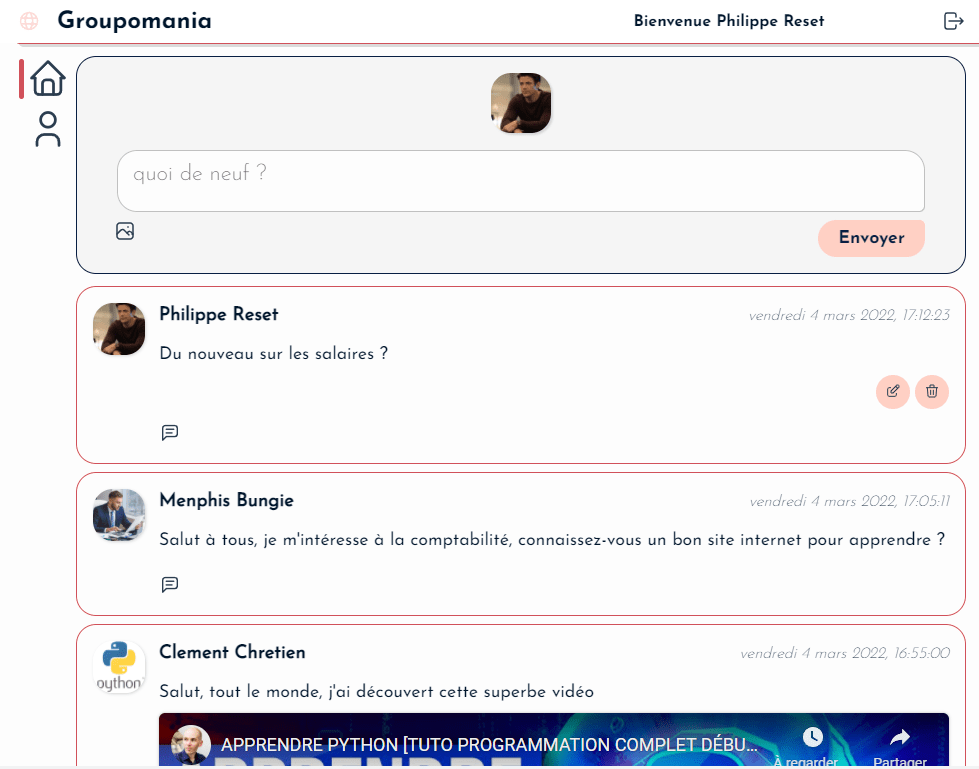 Groupomania
Bienvenue Philippe Reset
quoi de neuf ?
Envoyer
Philippe Reset
vendredi 4 mars 2022, 17:12:23
Du nouveau sur les salaires ?
Menphis Bungie
vendredi 4 mars 2022, 17:05:11
Salut à tous, je m'intéresse à la comptabilité, connaissez-vous un bon site internet pour apprendre ?
python
Clement Chretien
vendredi 4 mars 2022, 16:55:00
Salut, tout le monde, j'ai découvert cette superbe vidéo
APPRENDRE PYTHON [TUTO PROGRAMMATION COMPLET DÉBU...
À regarder
Partager
APPRENDRE